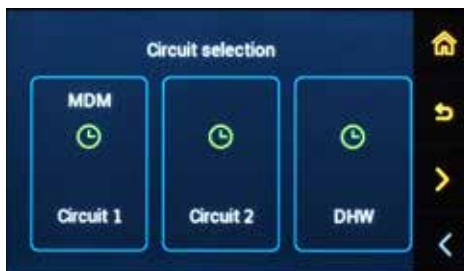 Circuit selection
MDM
Circuit 1
Circuit 2
DHW